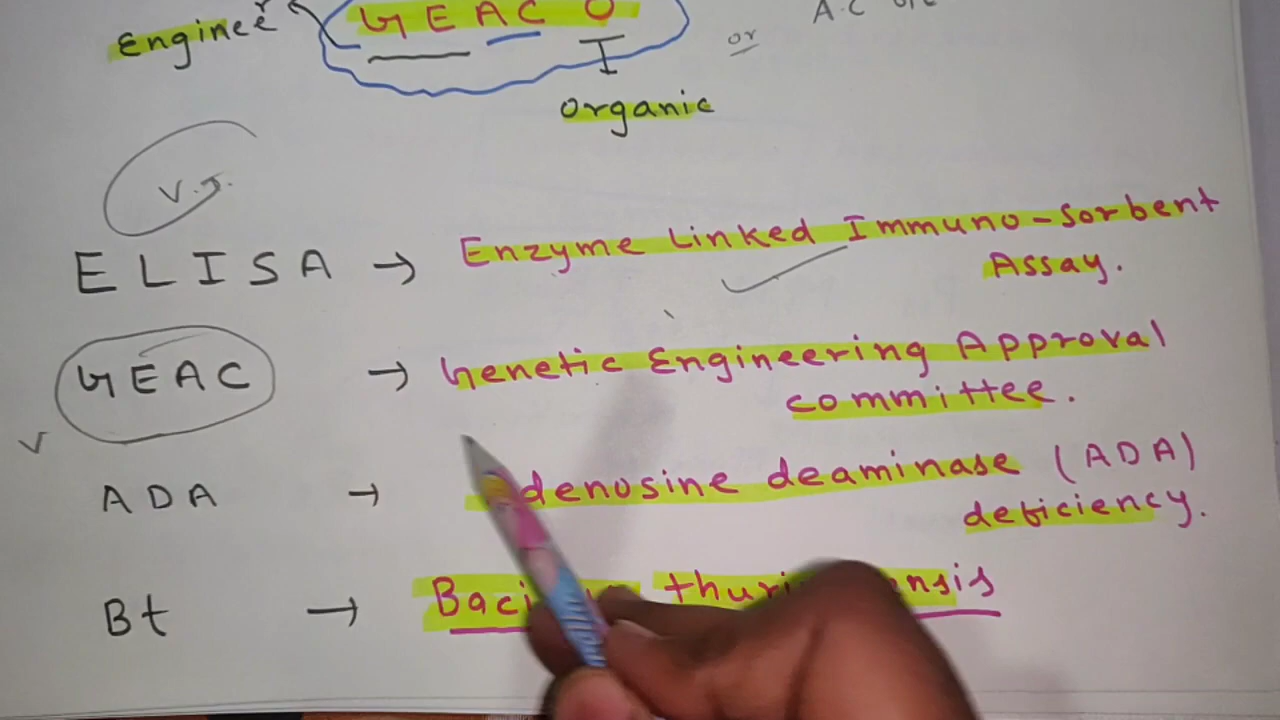 Engineer
GEAC O
or
organic
V.I.
ELISA → Enzyme Linked Immuno-Sorbent
Assay.
GEAC → Genetic Engineering Approval
committee.
ADA → denosine deaminase (ADA)
deficiency.
Bt →